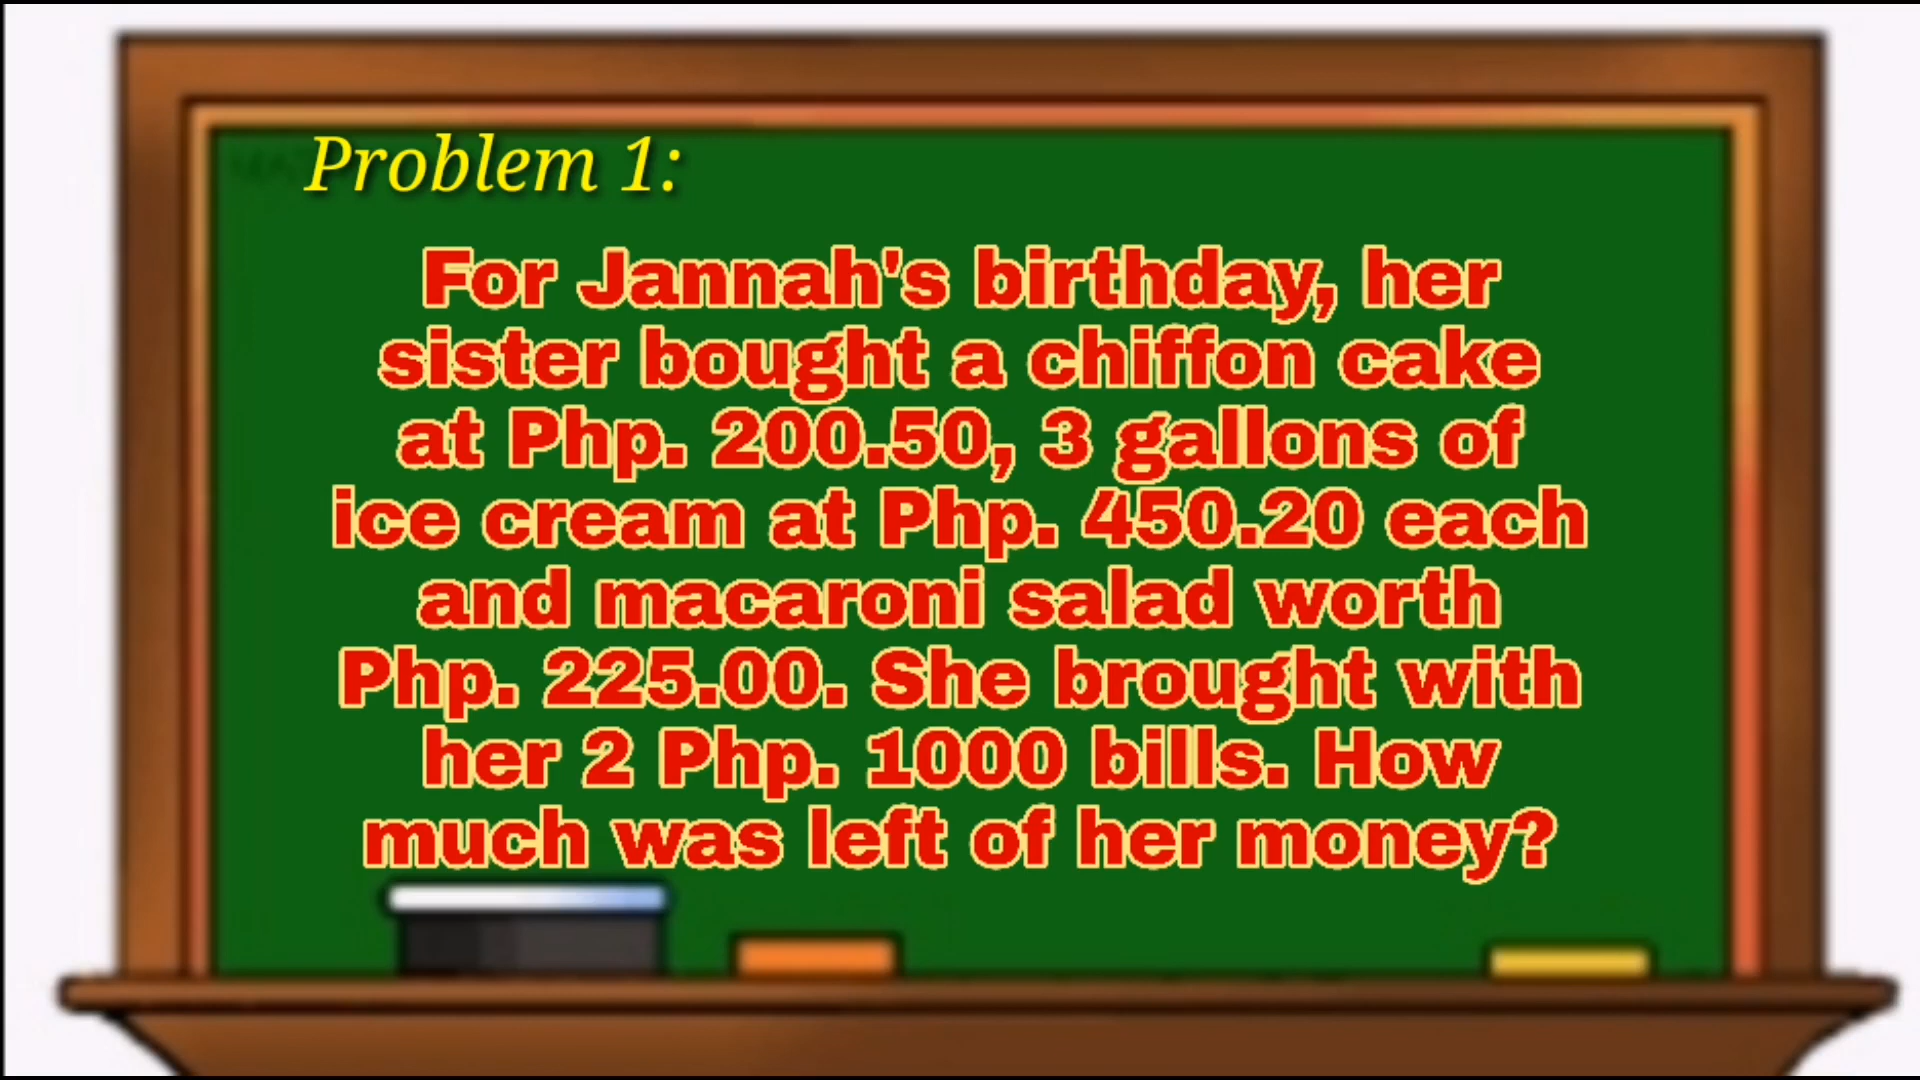 Problem 1:
For Jannah's birthday, her
sister bought a chiffon cake
at Php. 200.50, 3 gallons of
ice cream at Php. 450.20 each
and macaroni salad worth
Php. 225.00. She brought with
her 2 Php. 1000 bills. How
much was left of her money?